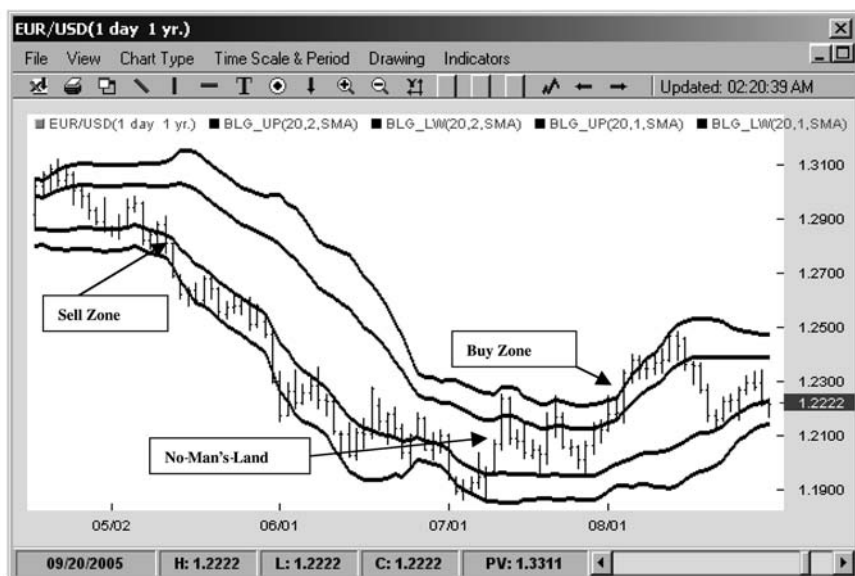 EUR/USD(1 day 1 yr.)
File View Chart Type Time Scale & Period Drawing Indicators
T Updated: 02:20:39 AM
EUR/USD(1 day 1 yr.) BLG_UP(20,2,SMA) BLG_LW(20,2,SMA) BLG_UP(20,1,SMA) BLG_LW(20,1,SMA)
1.3100
1.2900
1.2700
Sell Zone
1.2500
Buy Zone
1.2300
1.2222
1.2100
No-Man's-Land
1.1900
05/02 06/01 07/01 08/01
09/20/2005 H: 1.2222 L: 1.2222 C: 1.2222 PV: 1.3311